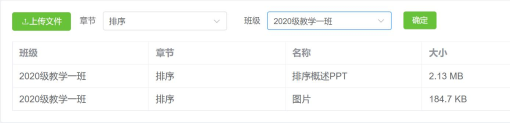 上传文件 章节 排序 班级 2020级教学一班 确定
班级 章节 名称 大小
2020级教学一班 排序 排序概述PPT 2.13 MB
2020级教学一班 排序 图片 184.7 KB